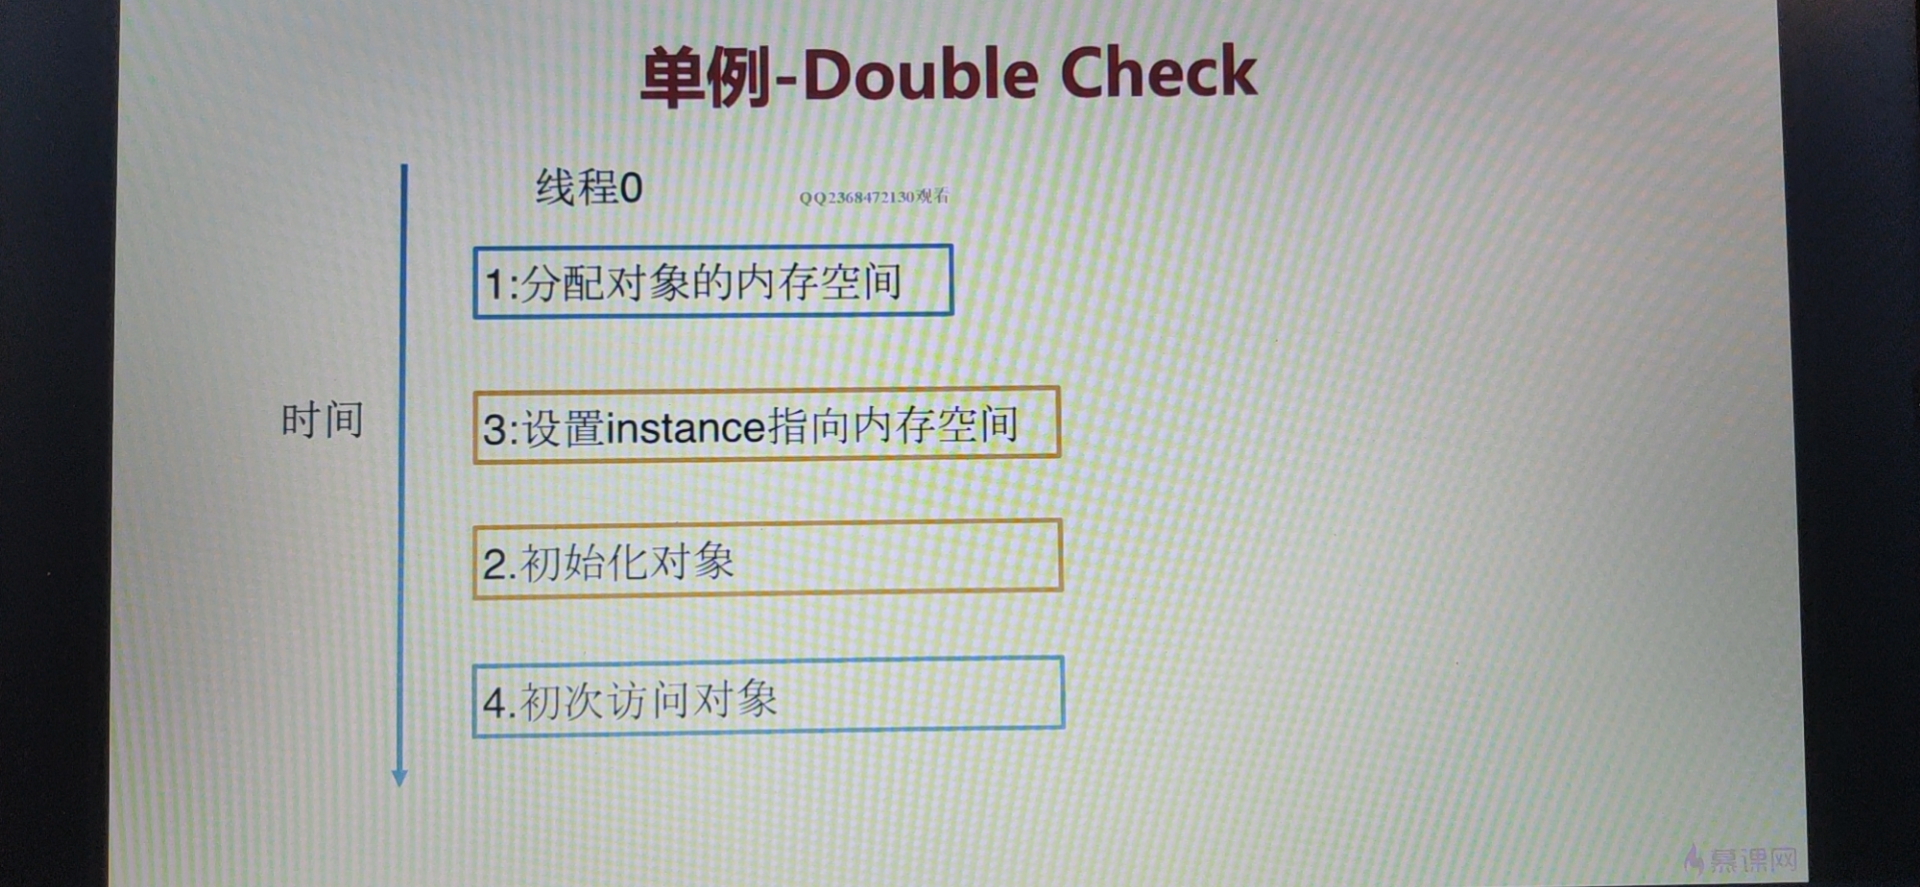 单例-Double Check
线程0
QQ2368472130观看
1:分配对象的内存空间
3:设置instance指向内存空间
时间
2.初始化对象
4.初次访问对象
慕课网